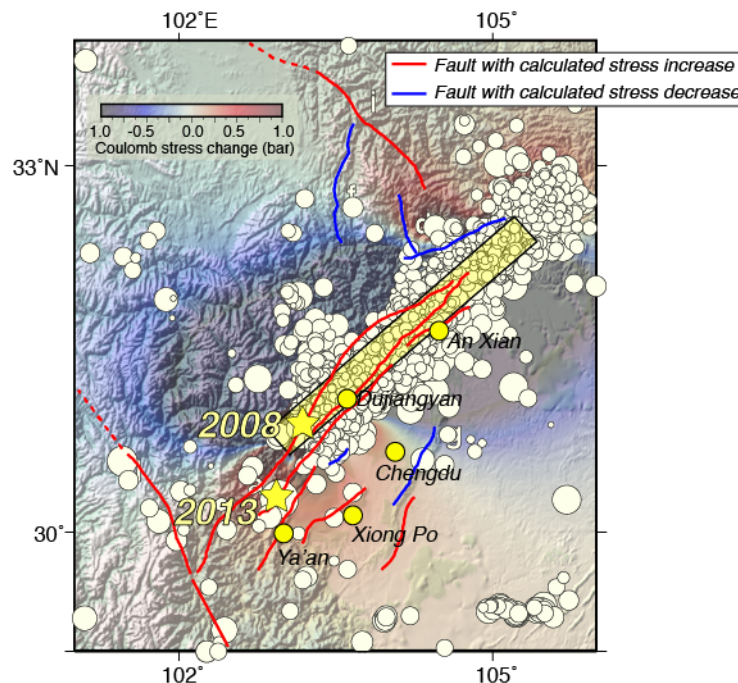 102°E
105°
Fault with calculated stress increase
Fault with calculated stress decrease
1.0 -0.5 0.0 0.5 1.0
Coulomb stress change (bar)
33°N
An Xian
Dujiangyan
2008
Chengdu
2013
30°
Xiong Po
Ya'an
102°
105°